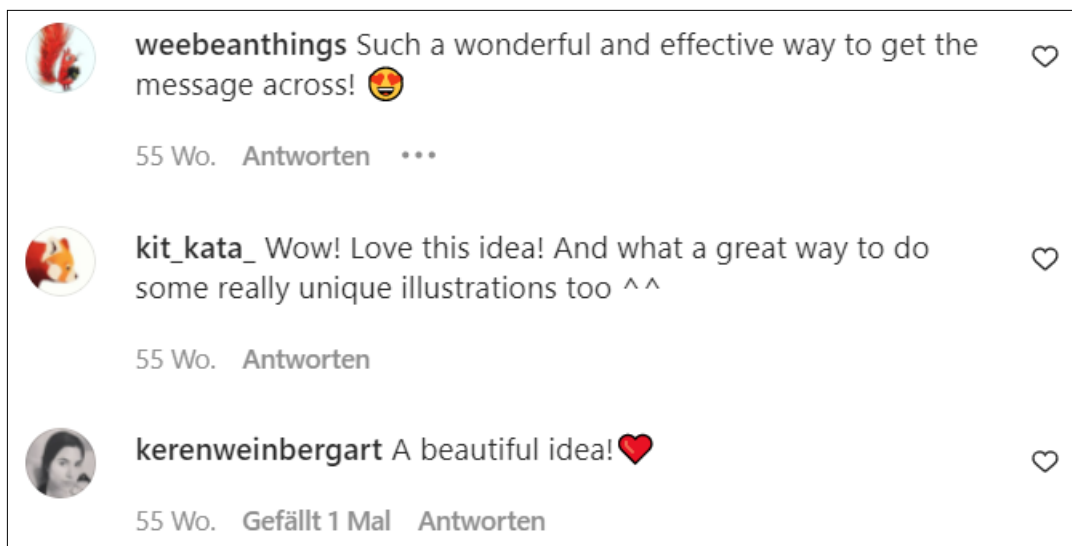 weebeanthings Such a wonderful and effective way to get the
message across! 😍
55 Wo. Antworten •••
kit_kata_ Wow! Love this idea! And what a great way to do
some really unique illustrations too ^^
55 Wo. Antworten
kerenweinbergart A beautiful idea!❤️
55 Wo. Gefällt 1 Mal Antworten